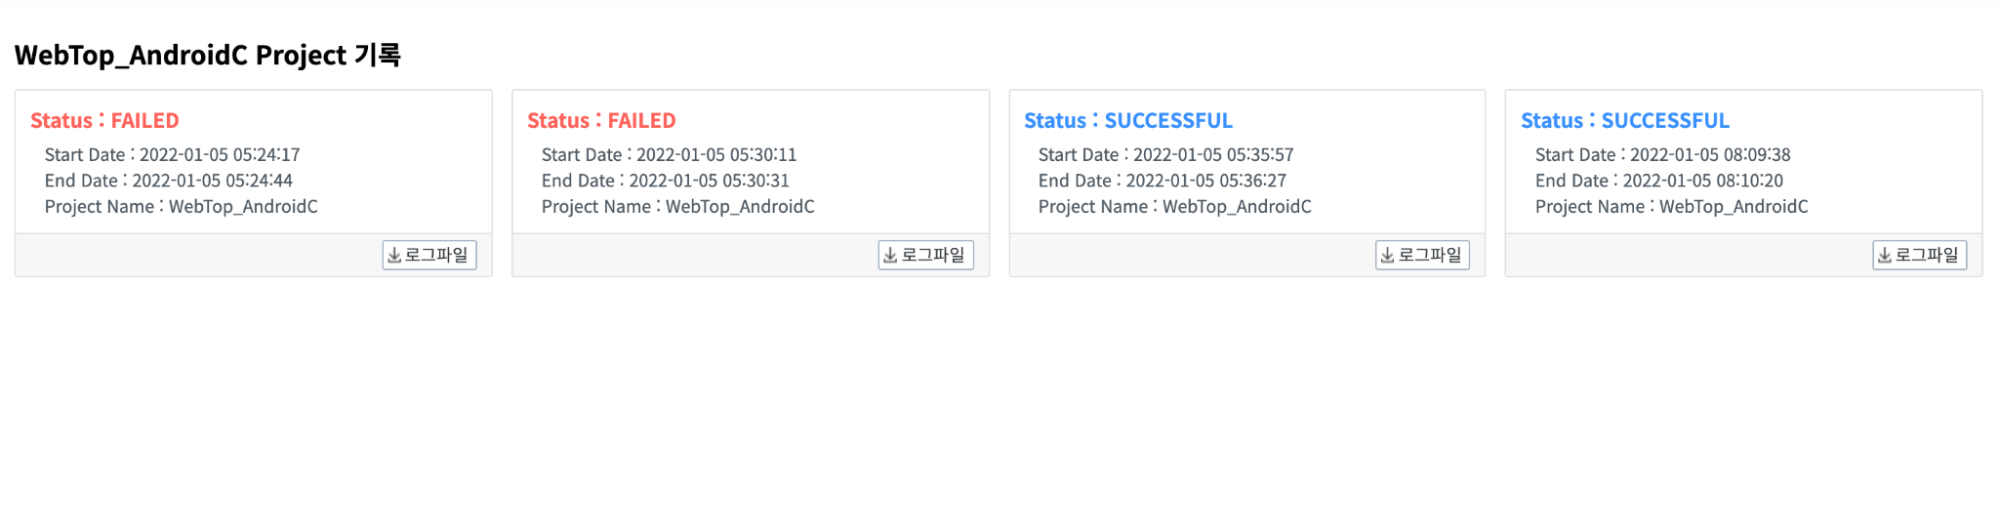 WebTop_AndroidC Project 기록
Status : FAILED
Start Date : 2022-01-05 05:24:17
End Date : 2022-01-05 05:24:44
Project Name : WebTop_AndroidC
로그파일
Status : FAILED
Start Date : 2022-01-05 05:30:11
End Date : 2022-01-05 05:30:31
Project Name : WebTop_AndroidC
로그파일
Status : SUCCESSFUL
Start Date : 2022-01-05 05:35:57
End Date : 2022-01-05 05:36:27
Project Name : WebTop_AndroidC
로그파일
Status : SUCCESSFUL
Start Date : 2022-01-05 08:09:38
End Date : 2022-01-05 08:10:20
Project Name : WebTop_AndroidC
로그파일